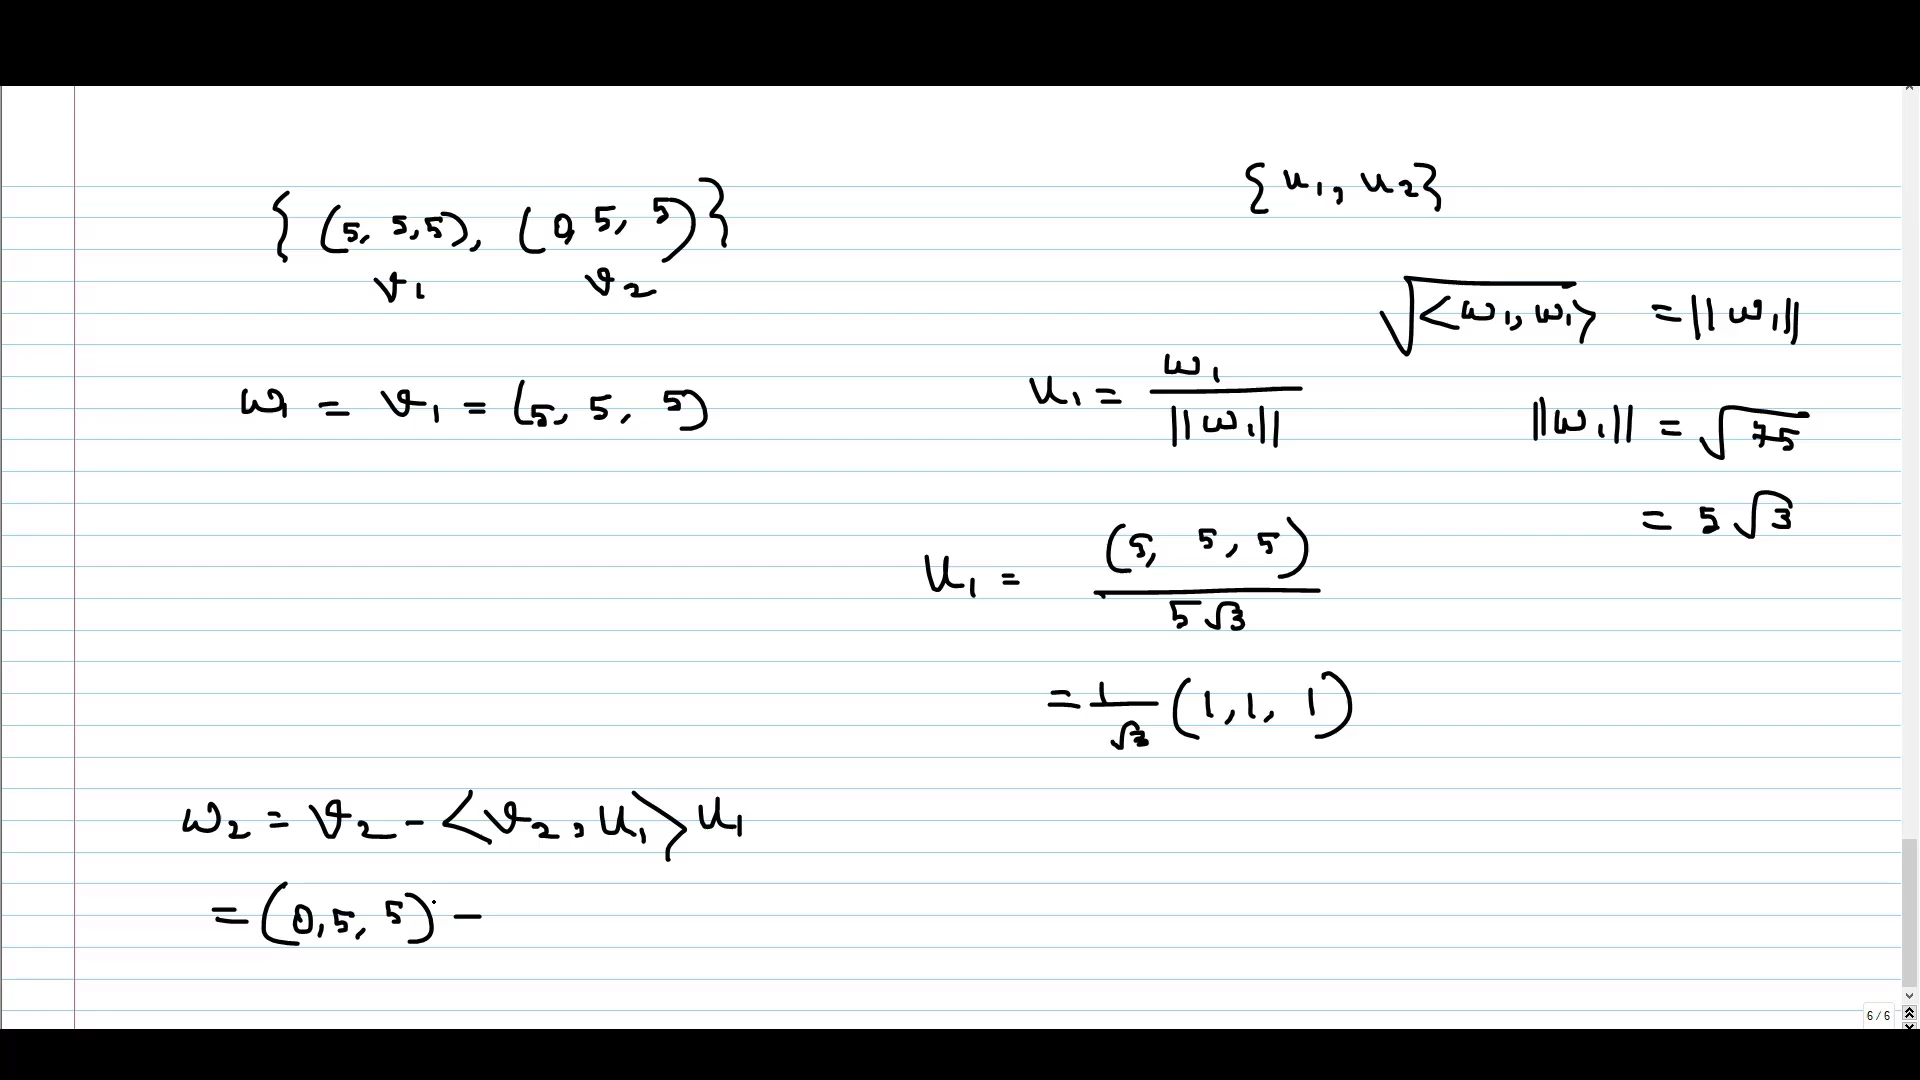 { (5, 5, 5), (0, 5, 5) }
v1 v2
{u1, u2}
√<w1, w1> = ||w1||
w1 = v1 = (5, 5, 5)
u1 = w1 / ||w1||
||w1|| = √75
= 5√3
u1 = (5, 5, 5) / 5√3
= 1/√3 (1, 1, 1)
w2 = v2 - <v2, u1> u1
= (0, 5, 5) -
6 / 6